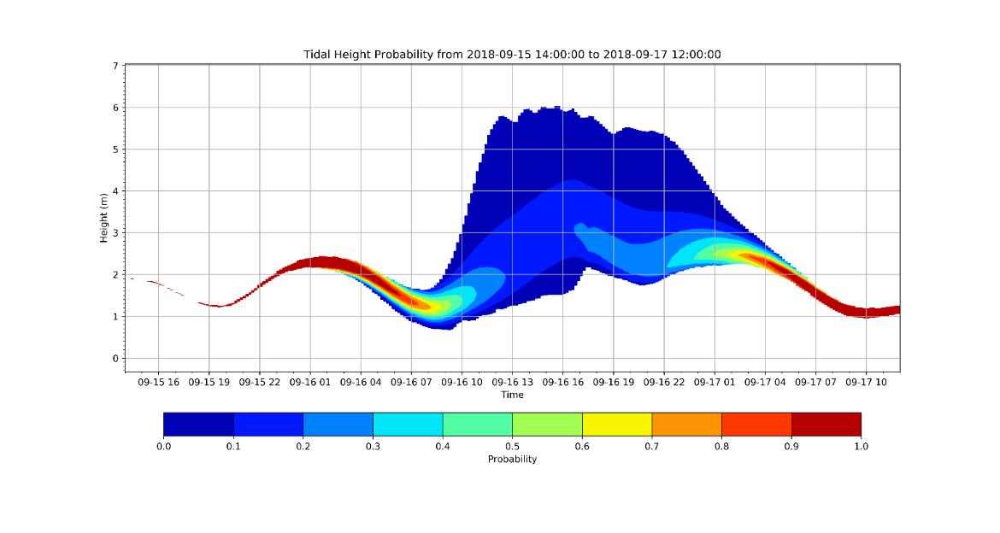 Tidal Height Probability from 2018-09-15 14:00:00 to 2018-09-17 12:00:00
7
6
5
4
3
2
1
0
Height (m)
09-15 16 09-15 19 09-15 22 09-16 01 09-16 04 09-16 07 09-16 10 09-16 13 09-16 16 09-16 19 09-16 22 09-17 01 09-17 04 09-17 07 09-17 10
Time
0.0 0.1 0.2 0.3 0.4 0.5 0.6 0.7 0.8 0.9 1.0
Probability